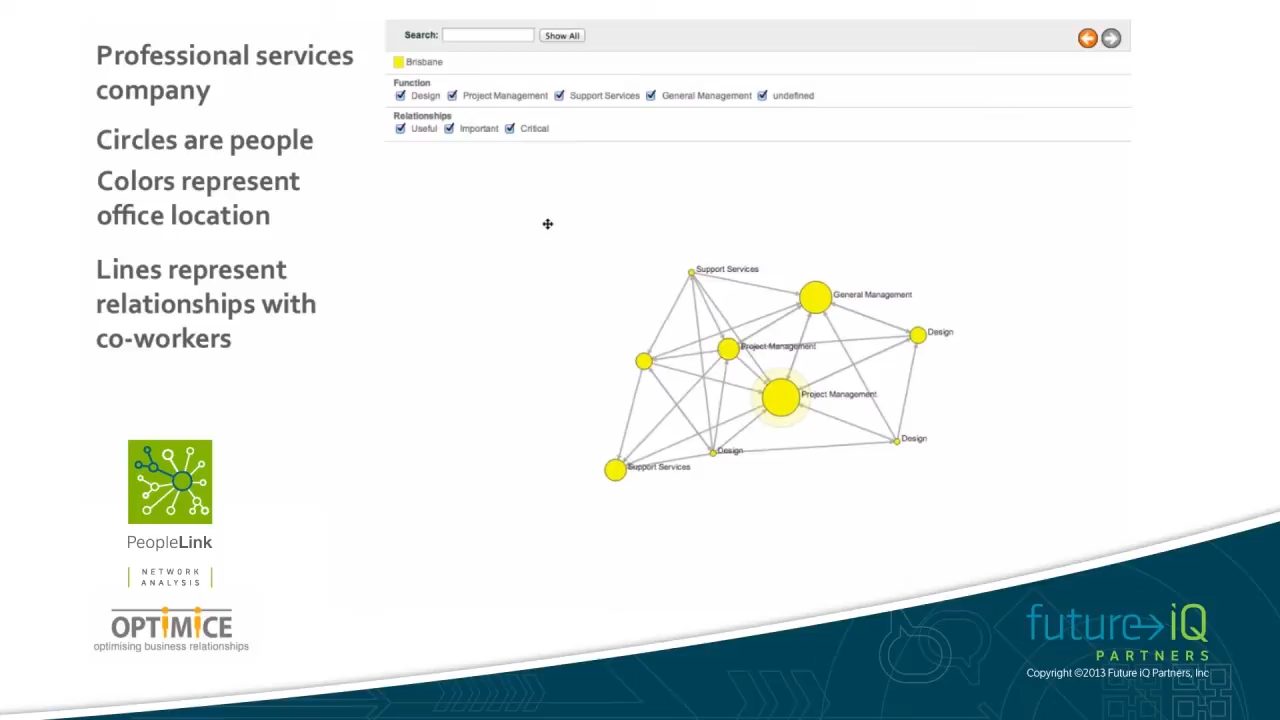 Professional services
company
Circles are people
Colors represent
office location
Lines represent
relationships with
co-workers
PeopleLink
NETWORK
ANALYSIS
OPTIMICE
optimising business relationships
Search:
Show All
Brisbane
Function
Design Project Management Support Services General Management undefined
Relationships
Useful Important Critical
Support Services
General Management
Design
Project Management
Project Management
Design
Design
Support Services
future iQ
PARTNERS
Copyright ©2013 Future iQ Partners, Inc